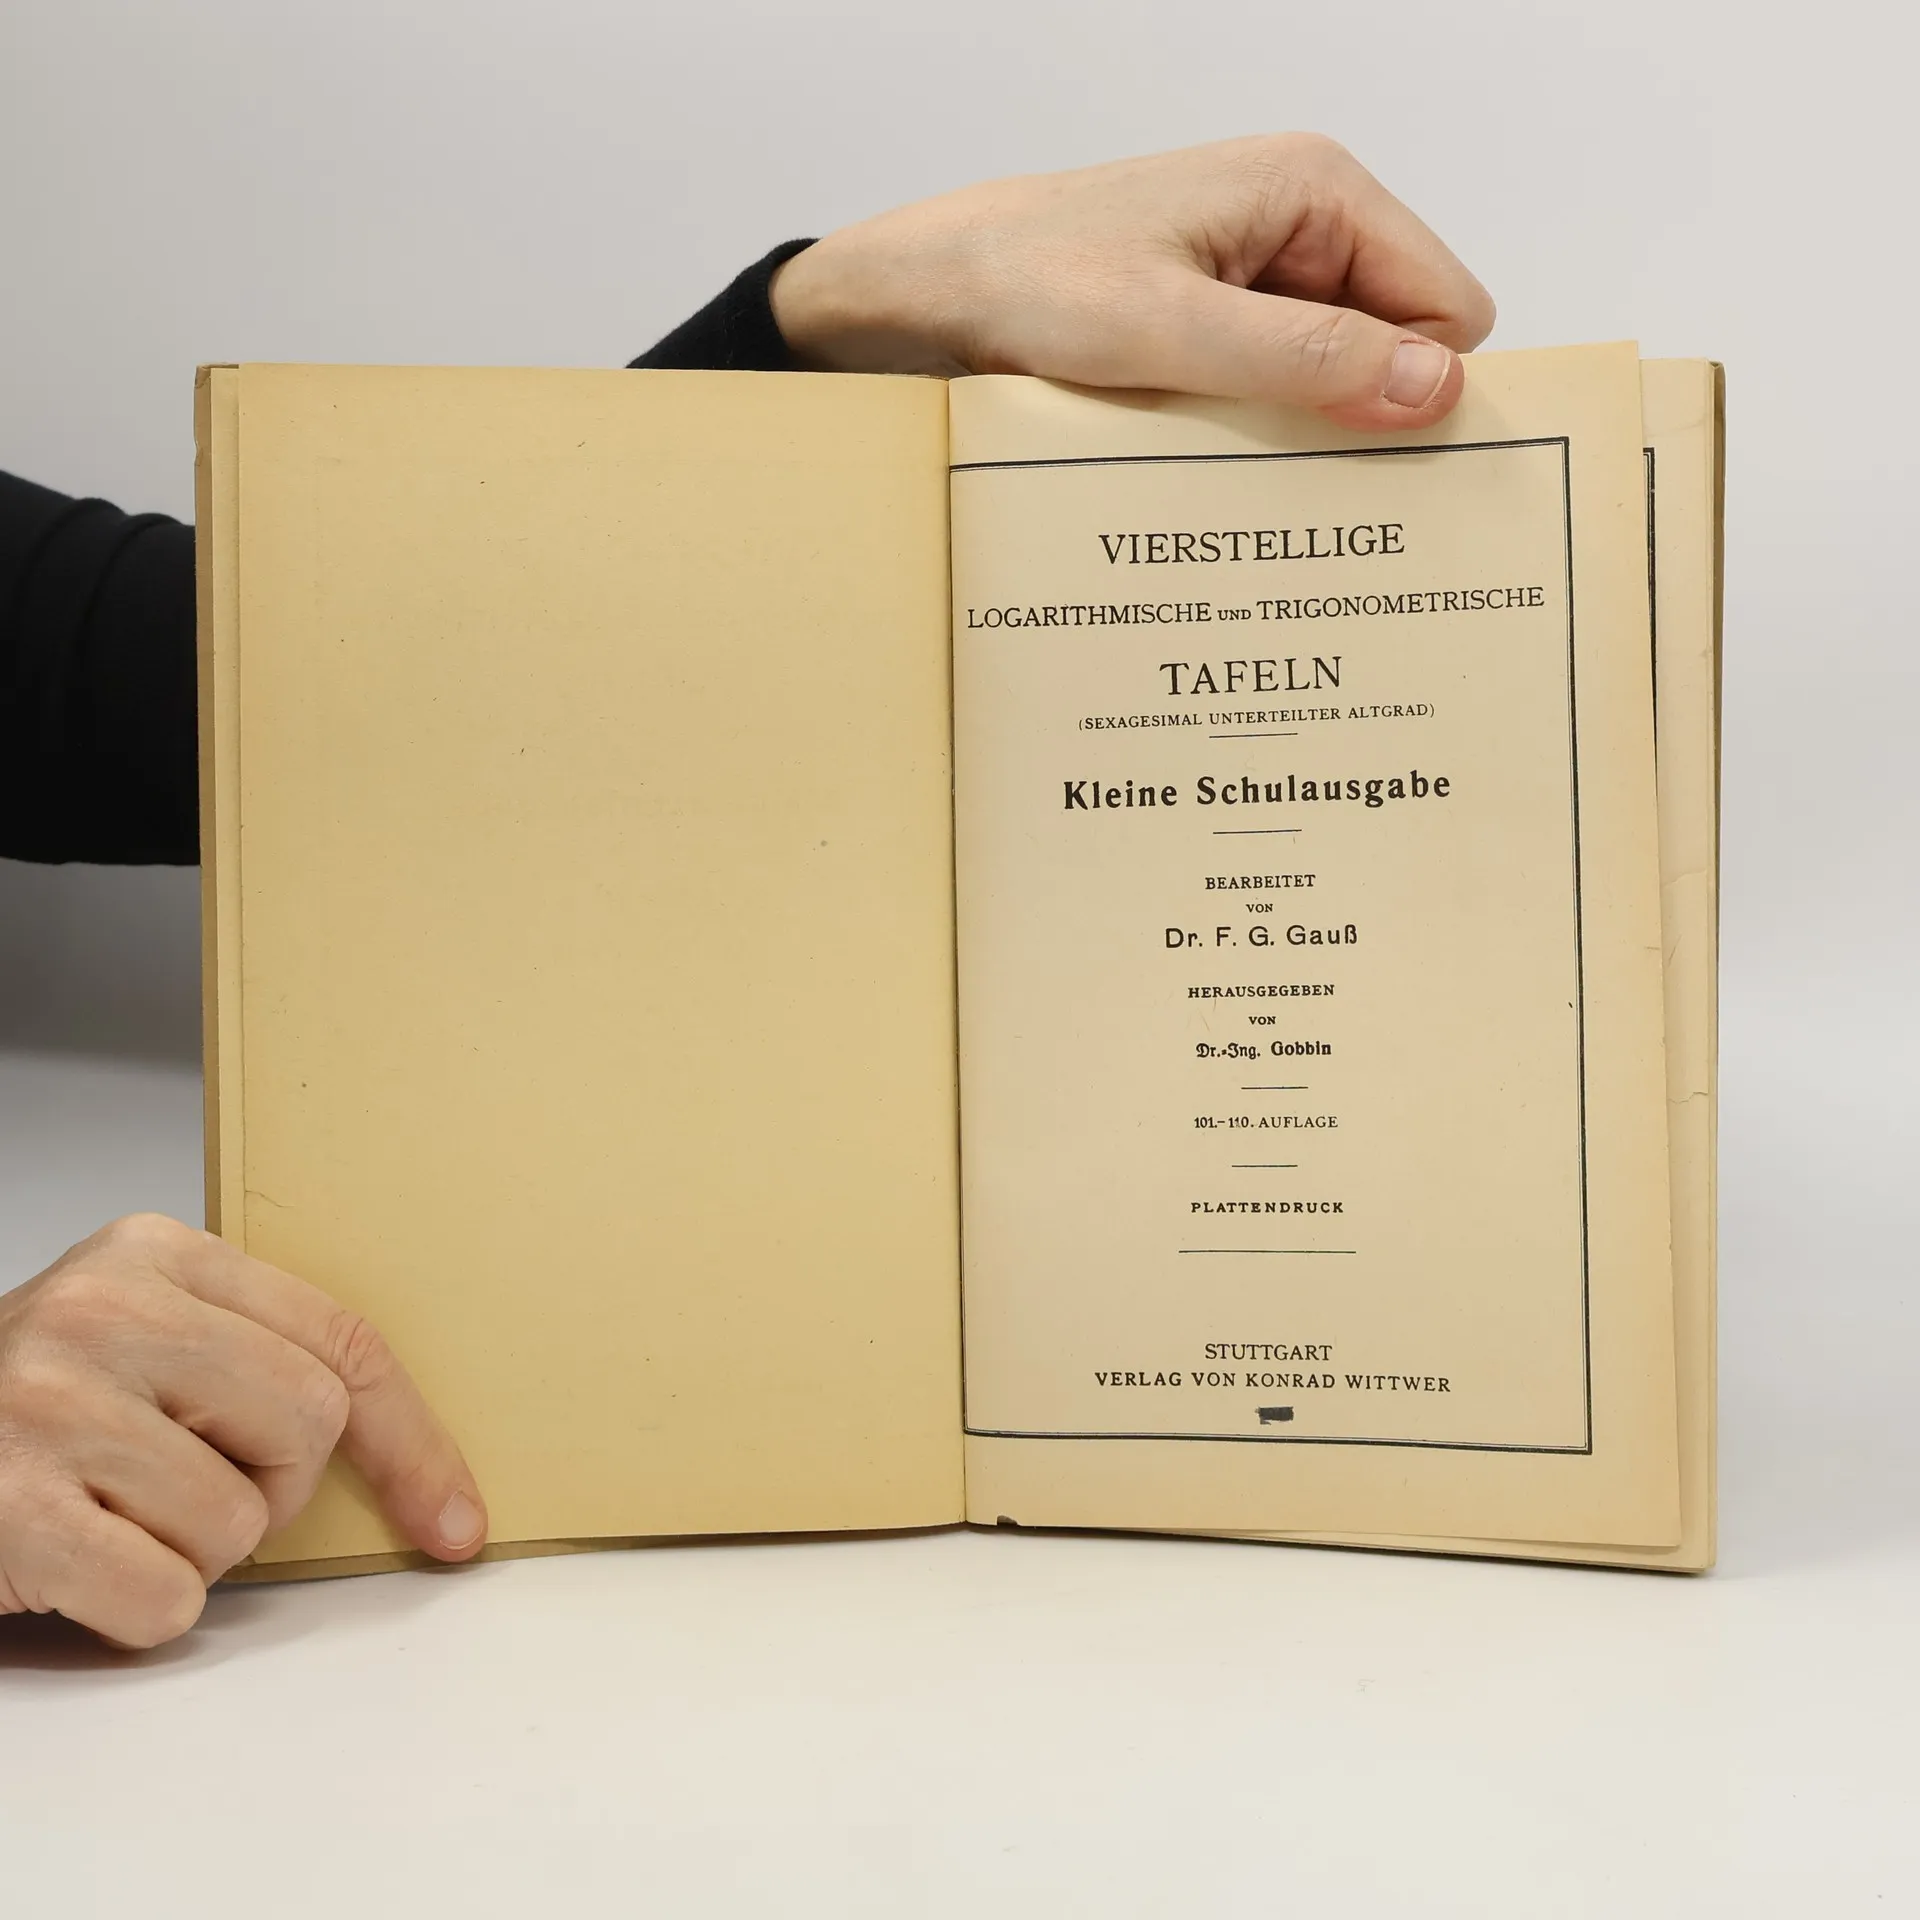 VIERSTELLIGE
LOGARITHMISCHE UND TRIGONOMETRISCHE
TAFELN
(SEXAGESIMAL UNTERTEILTER ALTGRAD)
Kleine Schulausgabe
BEARBEITET
VON
Dr. F. G. Gauß
HERAUSGEGEBEN
VON
Dr.-Ing. Gobbin
101.-110. AUFLAGE
PLATTENDRUCK
STUTTGART
VERLAG VON KONRAD WITTWER